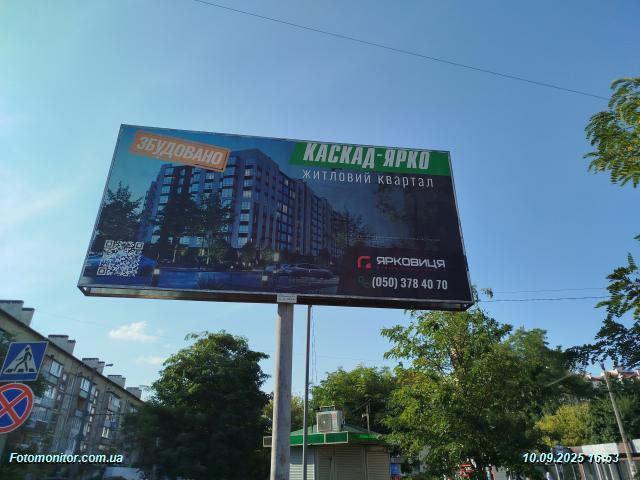 ЗБУДОВАНО
КАСКАД-ЯРКО
ЖИТЛОВИЙ КВАРТАЛ
ЯРКОВИЦЯ
(050) 378 40 70
Fotomonitor.com.ua
10.09.2025 16:53